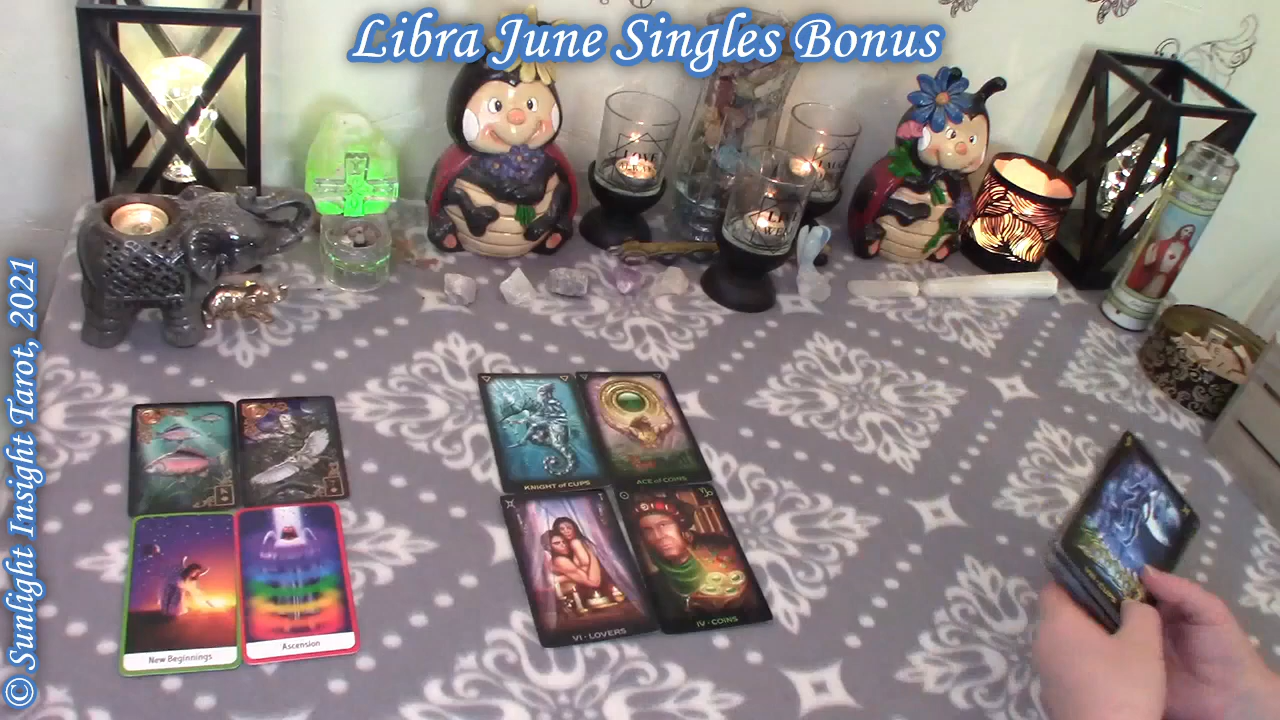 Libra June Singles Bonus
© Sunlight Insight Tarot, 2021
LOVE
KNIGHT of CUPS
ACE of COINS
VI · LOVERS
IV · COINS
New Beginnings
Ascension